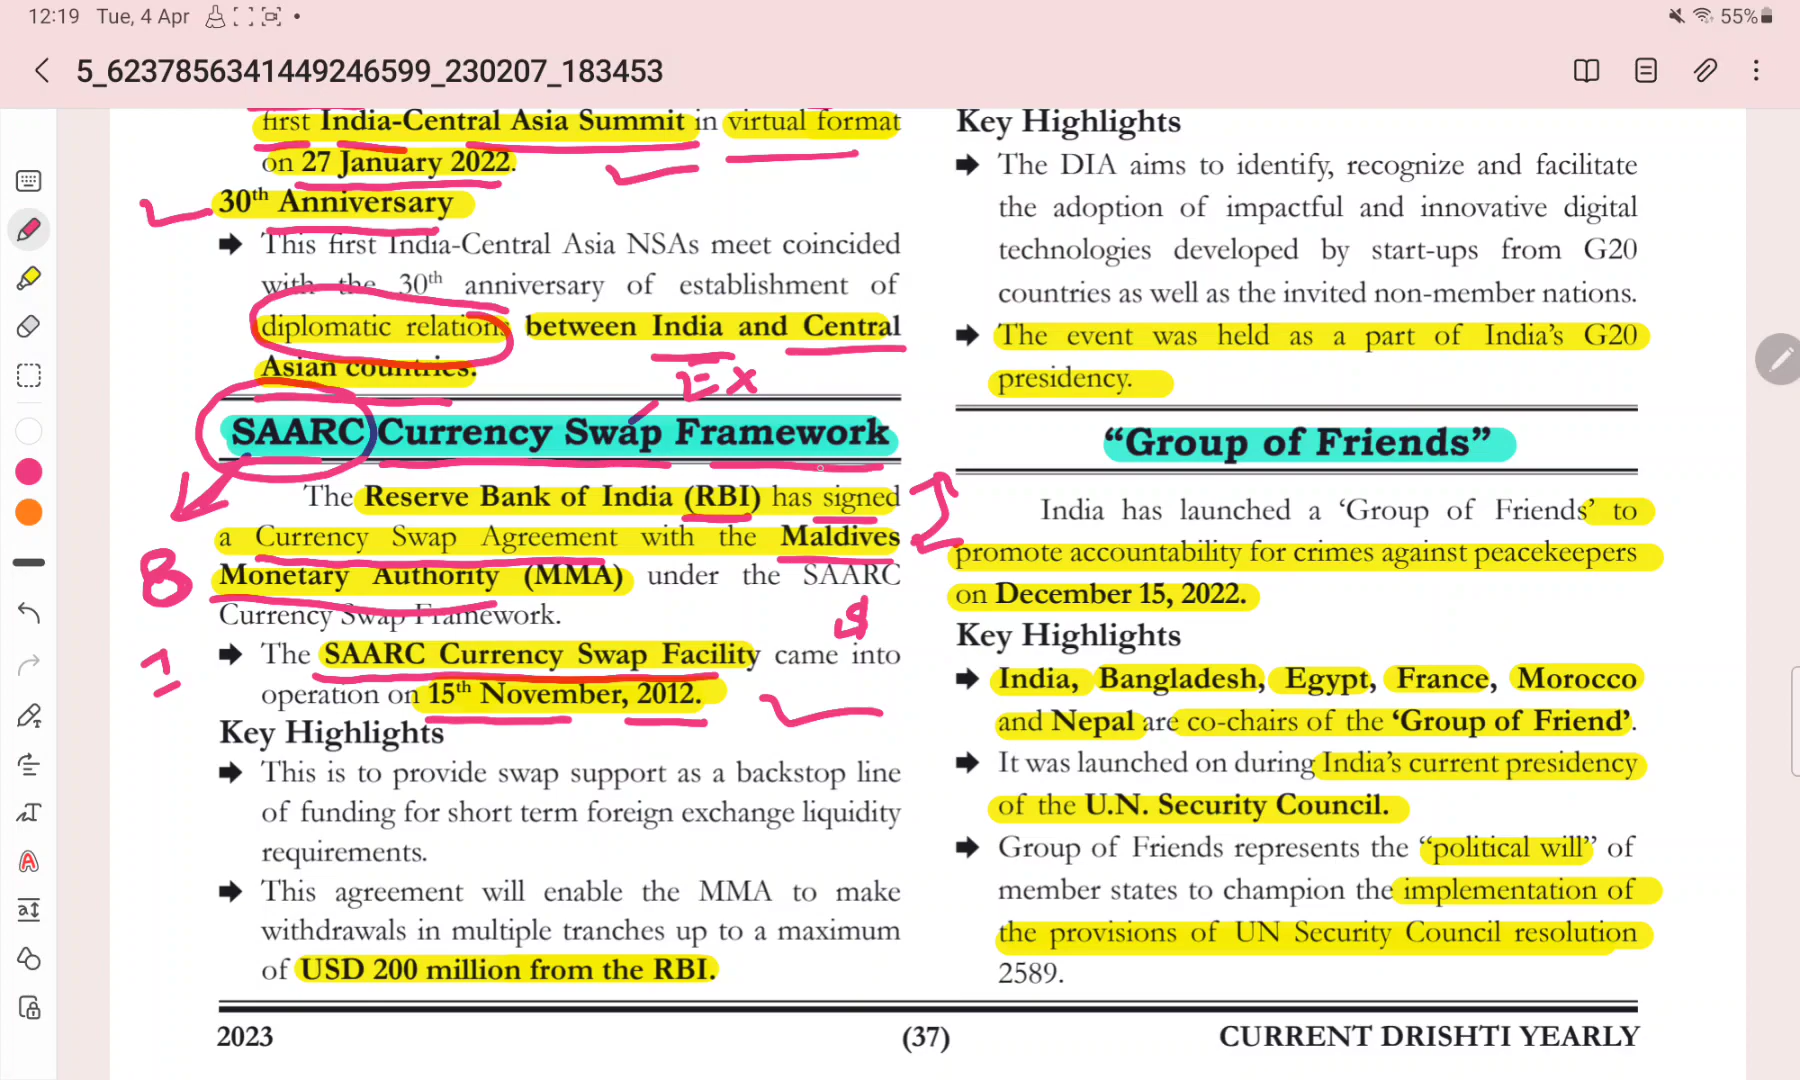 12:19 Tue, 4 Apr
55%
5_6237856341449246599_230207_183453
first India-Central Asia Summit in virtual format
on 27 January 2022.
30th Anniversary
This first India-Central Asia NSAs meet coincided
with the 30th anniversary of establishment of
diplomatic relations between India and Central
Asian countries.
Ex
SAARC Currency Swap Framework
The Reserve Bank of India (RBI) has signed
a Currency Swap Agreement with the Maldives
Monetary Authority (MMA) under the SAARC
Currency Swap Framework.
8
$
The SAARC Currency Swap Facility came into
operation on 15th November, 2012.
Key Highlights
This is to provide swap support as a backstop line
of funding for short term foreign exchange liquidity
requirements.
This agreement will enable the MMA to make
withdrawals in multiple tranches up to a maximum
of USD 200 million from the RBI.
Key Highlights
The DIA aims to identify, recognize and facilitate
the adoption of impactful and innovative digital
technologies developed by start-ups from G20
countries as well as the invited non-member nations.
The event was held as a part of India's G20
presidency.
"Group of Friends"
India has launched a 'Group of Friends' to
promote accountability for crimes against peacekeepers
on December 15, 2022.
Key Highlights
India, Bangladesh, Egypt, France, Morocco
and Nepal are co-chairs of the 'Group of Friend'.
It was launched on during India's current presidency
of the U.N. Security Council.
Group of Friends represents the "political will" of
member states to champion the implementation of
the provisions of UN Security Council resolution
2589.
2023 (37) CURRENT DRISHTI YEARLY